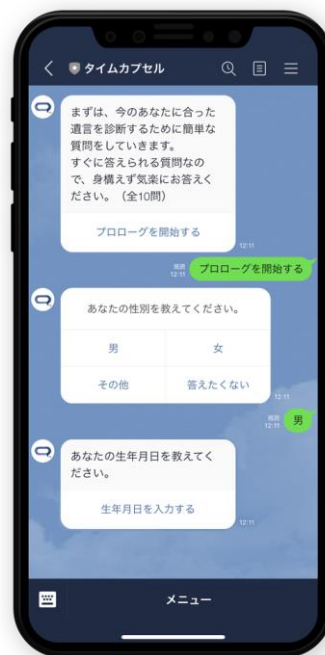 タイムカプセル
まずは、今のあなたに合った
遺言を診断するために簡単な
質問をしていきます。
すぐに答えられる質問なの
で、身構えず気楽にお答えく
ださい。（全10問）
プロローグを開始する
12:11
既読
12:11
プロローグを開始する
あなたの性別を教えてください。
男
女
その他
答えたくない
12:11
既読
12:11
男
あなたの生年月日を教えてく
ださい。
生年月日を入力する
12:11
メニュー